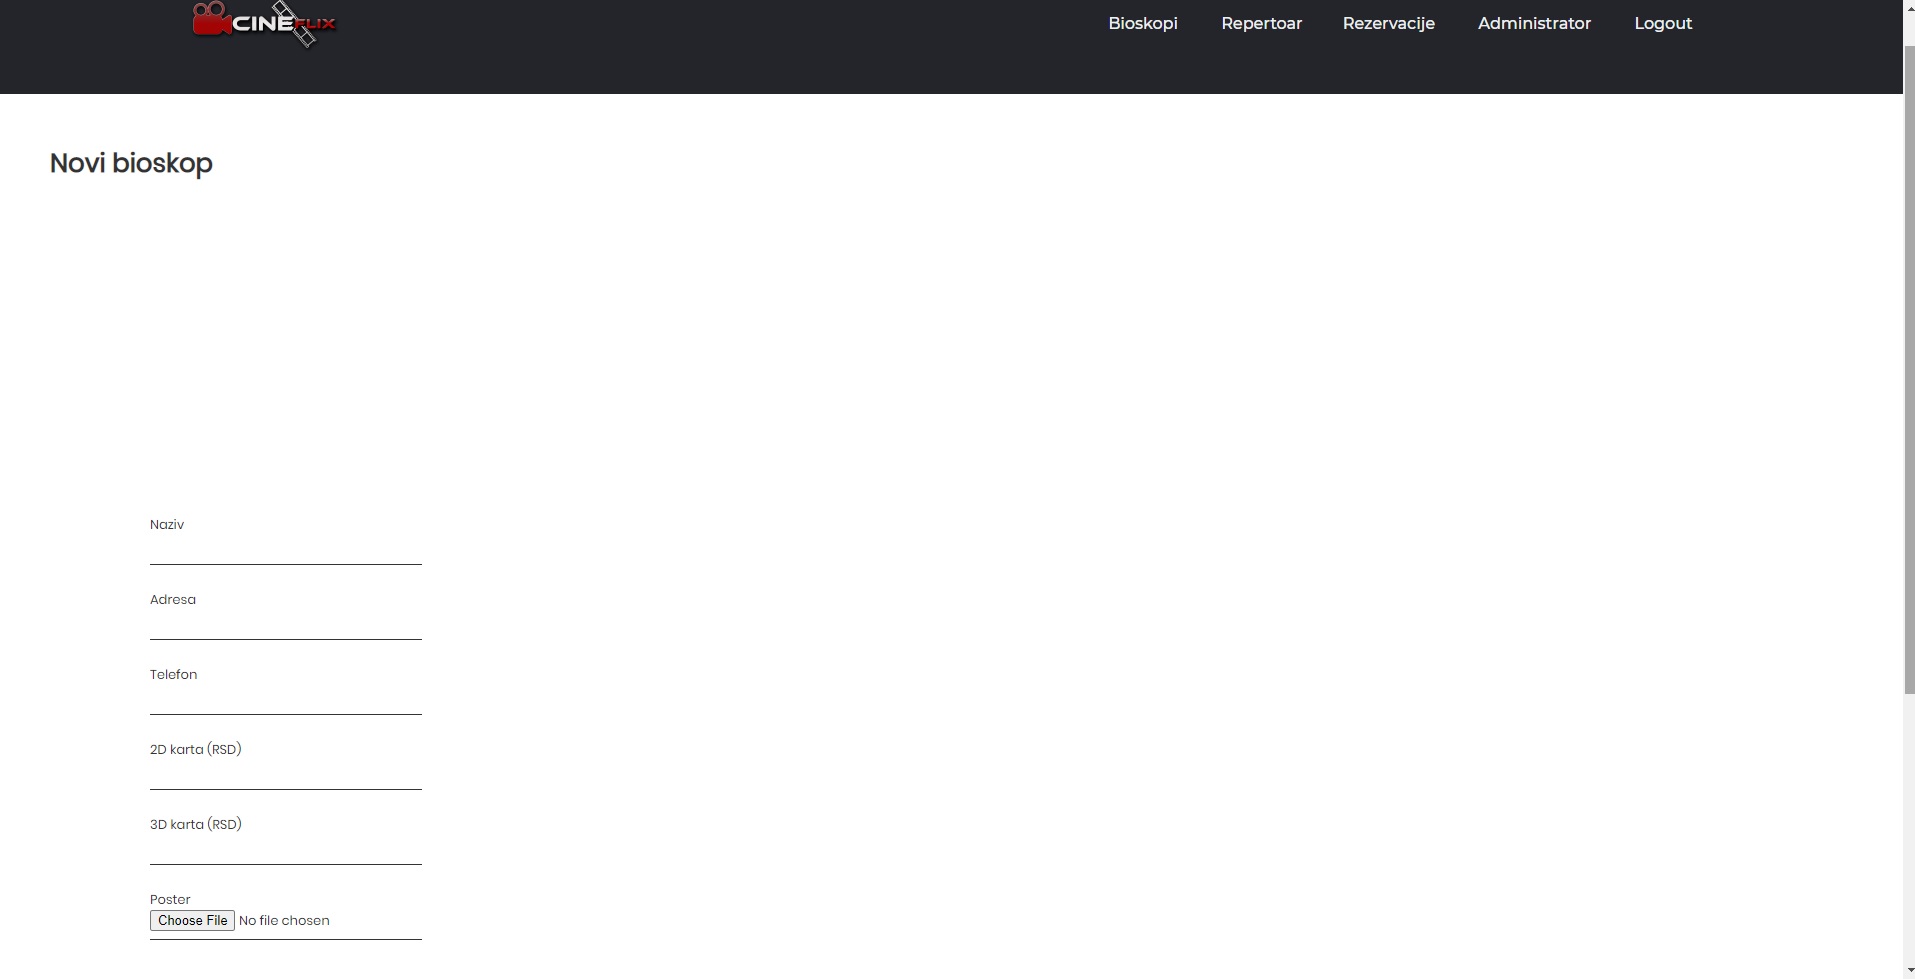 CINEFLIX
Bioskopi Repertoar Rezervacije Administrator Logout
Novi bioskop
Naziv
Adresa
Telefon
2D karta (RSD)
3D karta (RSD)
Poster
Choose File No file chosen